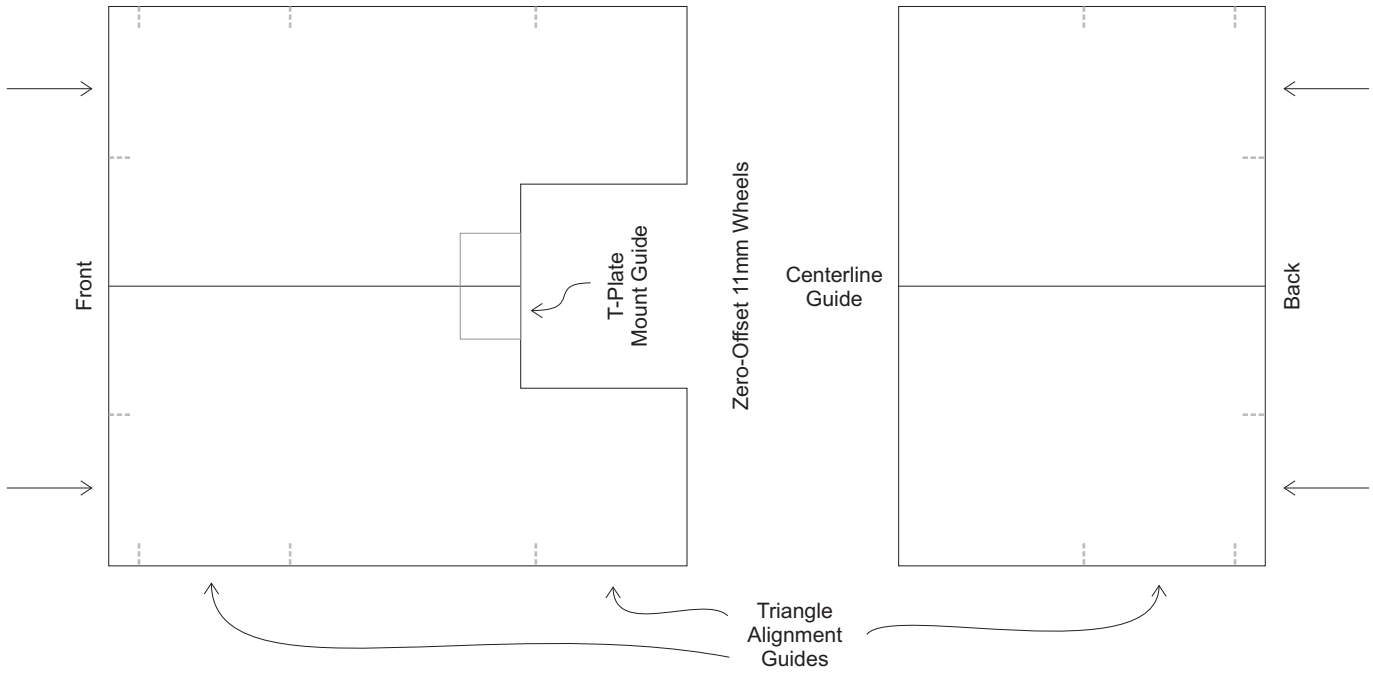 Front
T-Plate
Mount Guide
Zero-Offset 11mm Wheels
Centerline
Guide
Back
Triangle
Alignment
Guides